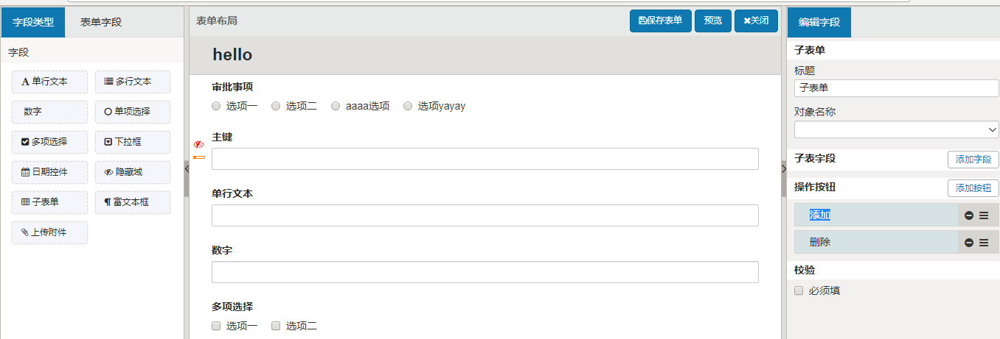 字段类型
表单字段
字段
单行文本
多行文本
数字
单项选择
多项选择
下拉框
日期控件
隐藏域
子表单
富文本框
上传附件
表单布局
保存表单
预览
关闭
hello
审批事项
选项一 选项二 aaaa选项 选项yayay
主键
单行文本
数字
多项选择
选项一 选项二
编辑字段
子表单
标题
子表单
对象名称
子表字段
添加字段
操作按钮
添加按钮
添加
删除
校验
必须填